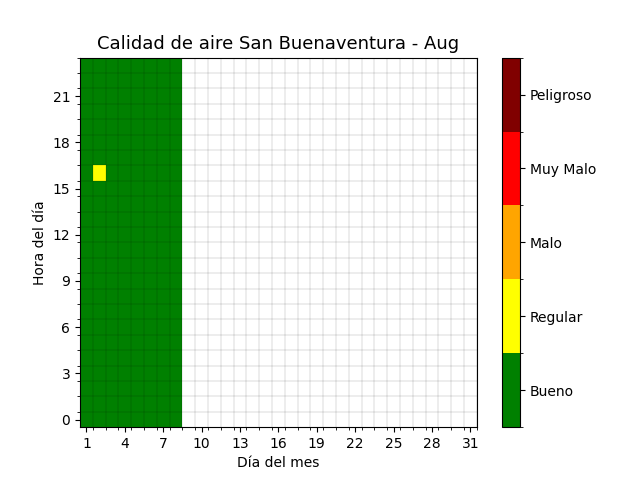 Calidad de aire San Buenaventura - Aug
Hora del día
21
18
15
12
9
6
3
0
1 4 7 10 13 16 19 22 25 28 31
Día del mes
Peligroso
Muy Malo
Malo
Regular
Bueno